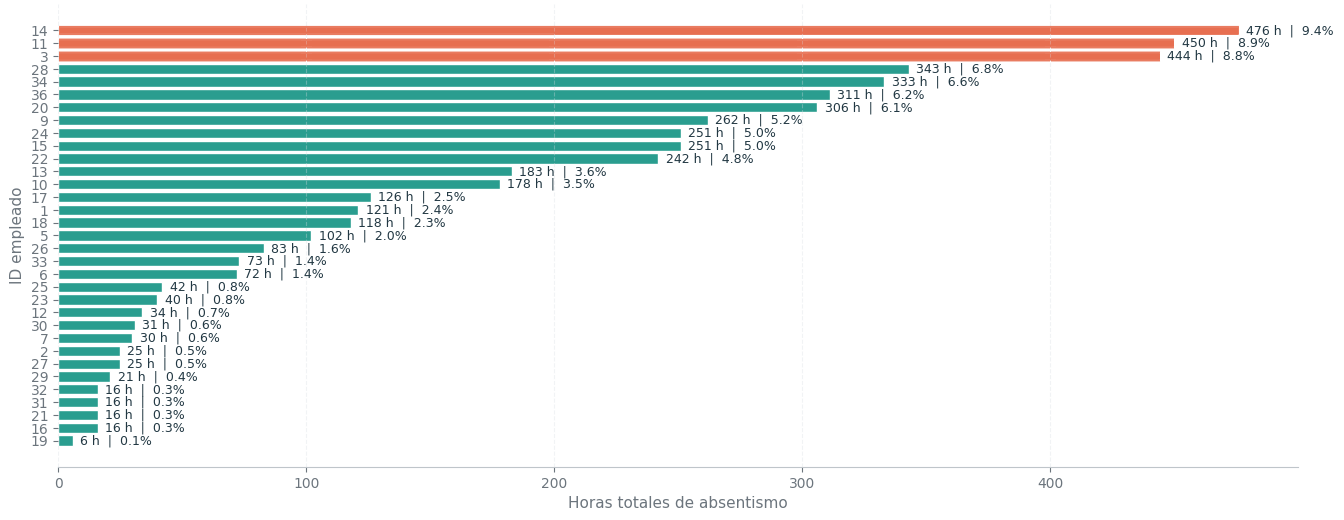 14 476 h | 9.4%
11 450 h | 8.9%
3 444 h | 8.8%
28 343 h | 6.8%
34 333 h | 6.6%
36 311 h | 6.2%
20 306 h | 6.1%
9 262 h | 5.2%
24 251 h | 5.0%
15 251 h | 5.0%
22 242 h | 4.8%
13 183 h | 3.6%
10 178 h | 3.5%
17 126 h | 2.5%
1 121 h | 2.4%
18 118 h | 2.3%
5 102 h | 2.0%
26 83 h | 1.6%
33 73 h | 1.4%
6 72 h | 1.4%
25 42 h | 0.8%
23 40 h | 0.8%
12 34 h | 0.7%
30 31 h | 0.6%
7 30 h | 0.6%
2 25 h | 0.5%
27 25 h | 0.5%
29 21 h | 0.4%
32 16 h | 0.3%
31 16 h | 0.3%
21 16 h | 0.3%
16 16 h | 0.3%
19 6 h | 0.1%
ID empleado
0 100 200 300 400
Horas totales de absentismo